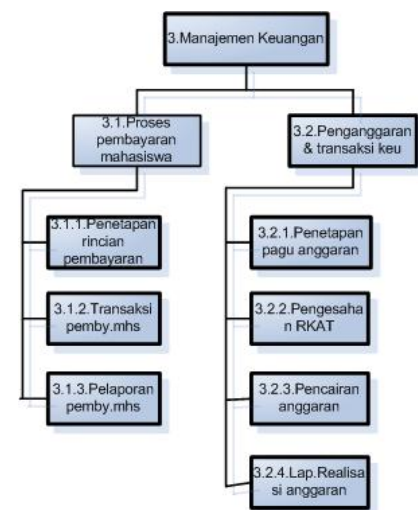 3.Manajemen Keuangan
3.1.Proses
pembayaran
mahasiswa
3.2.Penganggaran
& transaksi keu
3.1.1.Penetapan
rincian
pembayaran
3.1.2.Transaksi
pemby.mhs
3.1.3.Pelaporan
pemby.mhs
3.2.1.Penetapan
pagu anggaran
3.2.2.Pengesaha
n RKAT
3.2.3.Pencairan
anggaran
3.2.4.Lap.Realis
asi anggaran